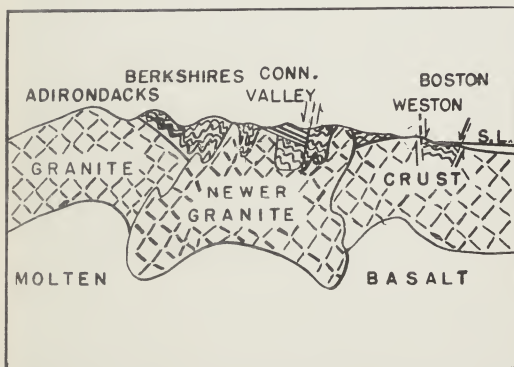 BERKSHIRES CONN.
ADIRONDACKS VALLEY
BOSTON
WESTON
S.L.
GRANITE
NEWER
GRANITE
CRUST
MOLTEN BASALT